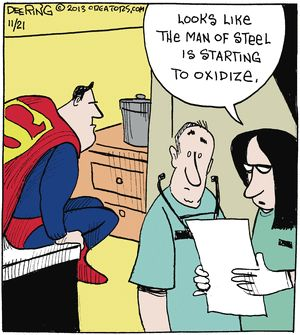 DEERING © 2013 CREATORS.COM
11/21
LOOKS LIKE
THE MAN OF STEEL
IS STARTING
TO OXIDIZE.
S